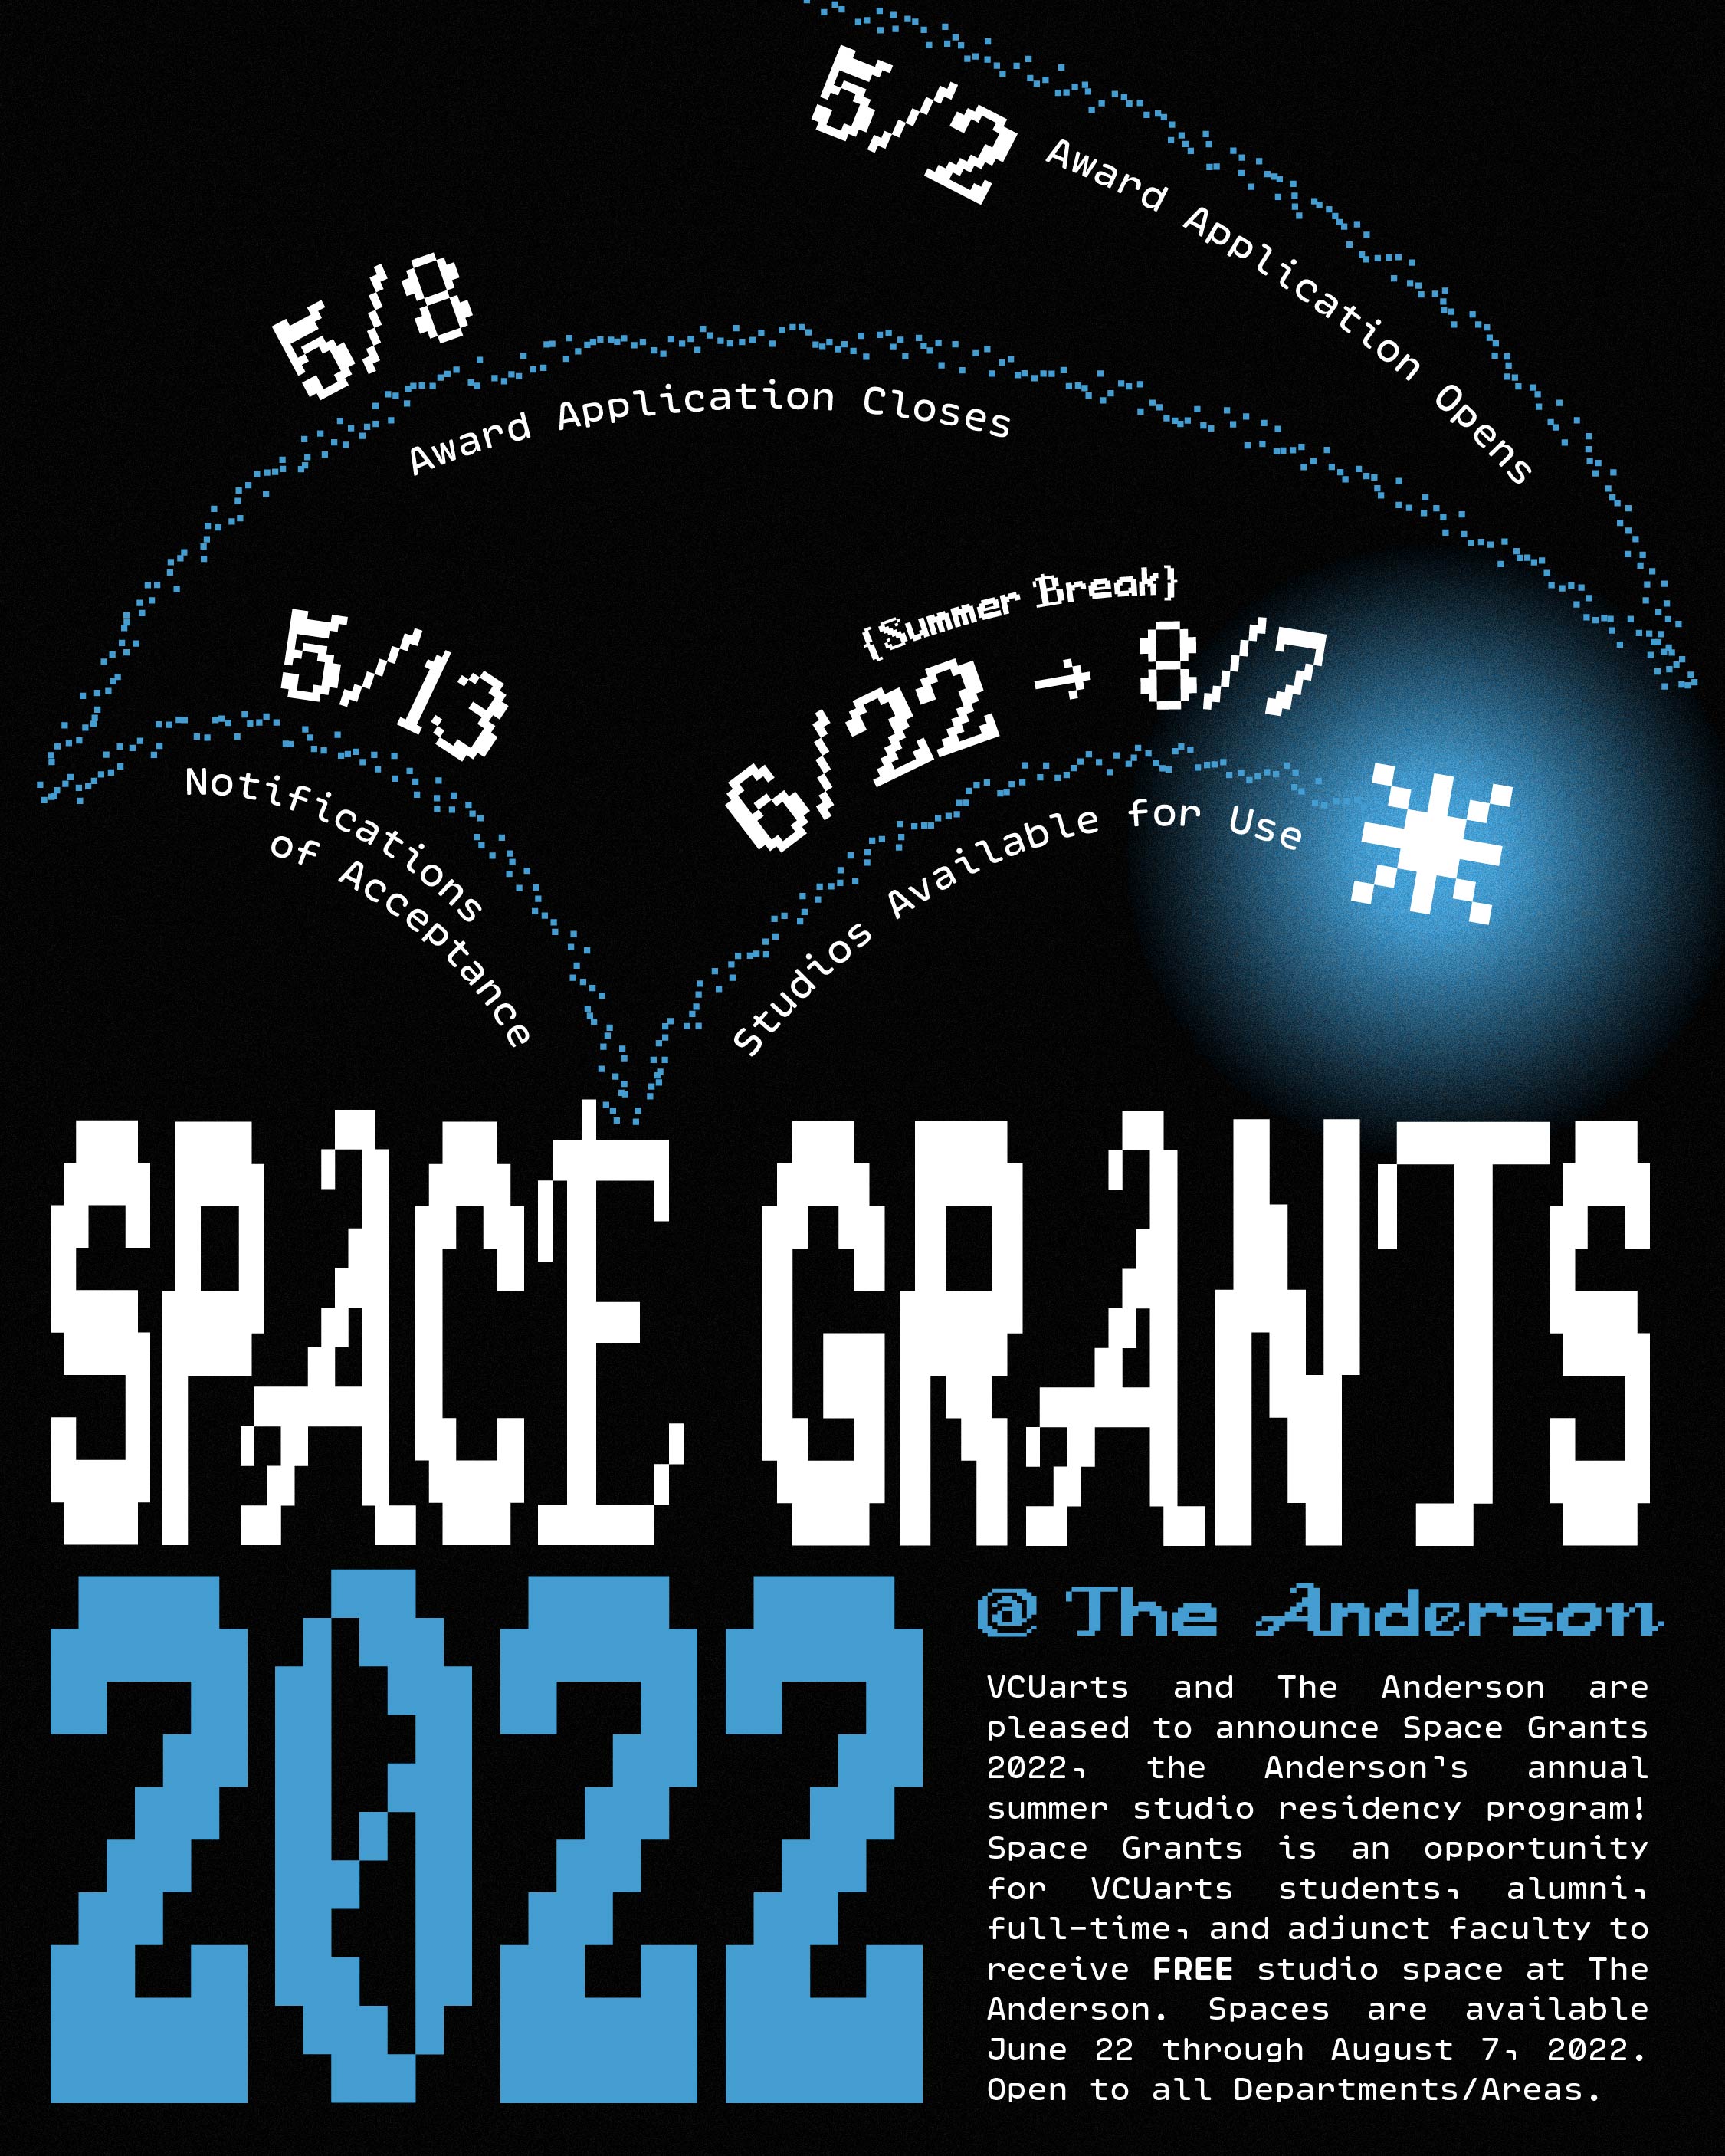 5/2 Award Application Opens
5/8
Award Application Closes
5/13
Notifications
of Acceptance
{Summer Break}
6/22 → 8/7
Studios Available for Use
SPACE GRANTS
2022
@ The Anderson
VCUarts and The Anderson are
pleased to announce Space Grants
2022, the Anderson's annual
summer studio residency program!
Space Grants is an opportunity
for VCUarts students, alumni,
full-time, and adjunct faculty to
receive FREE studio space at The
Anderson. Spaces are available
June 22 through August 7, 2022.
Open to all Departments/Areas.